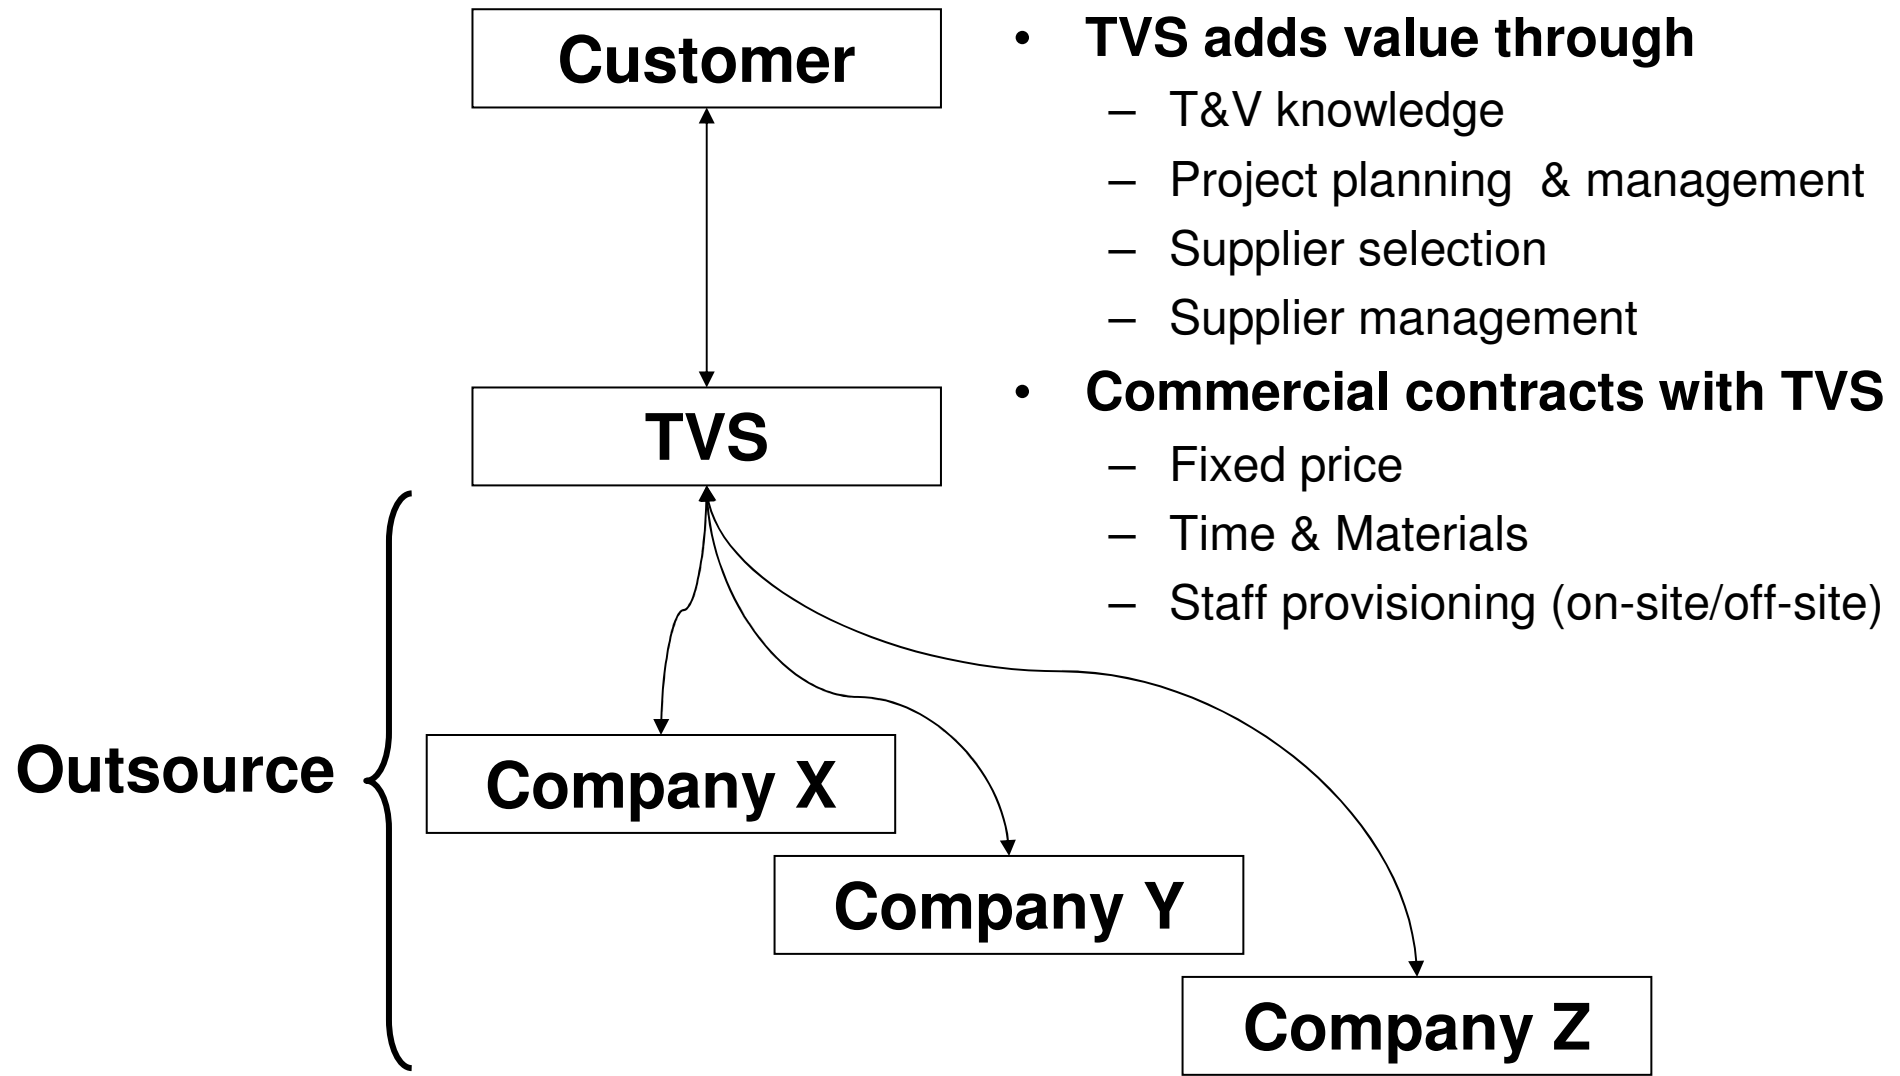 Customer
TVS
Outsource
Company X
Company Y
Company Z
• TVS adds value through
– T&V knowledge
– Project planning  & management
– Supplier selection
– Supplier management
• Commercial contracts with TVS
– Fixed price
– Time & Materials
– Staff provisioning (on-site/off-site)